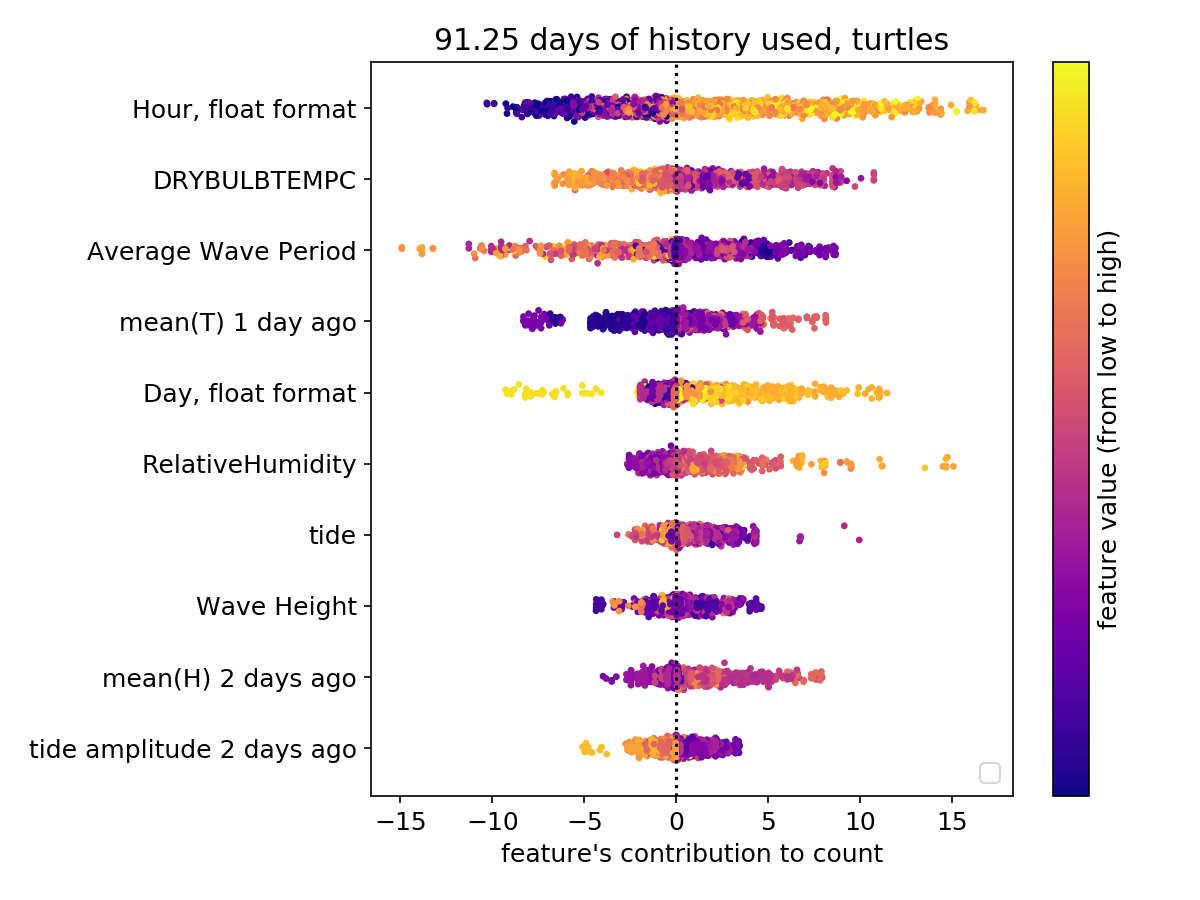 91.25 days of history used, turtles
Hour, float format
DRYBULBTEMPC
Average Wave Period
mean(T) 1 day ago
Day, float format
RelativeHumidity
tide
Wave Height
mean(H) 2 days ago
tide amplitude 2 days ago
−15 −10 −5 0 5 10 15
feature's contribution to count
feature value (from low to high)